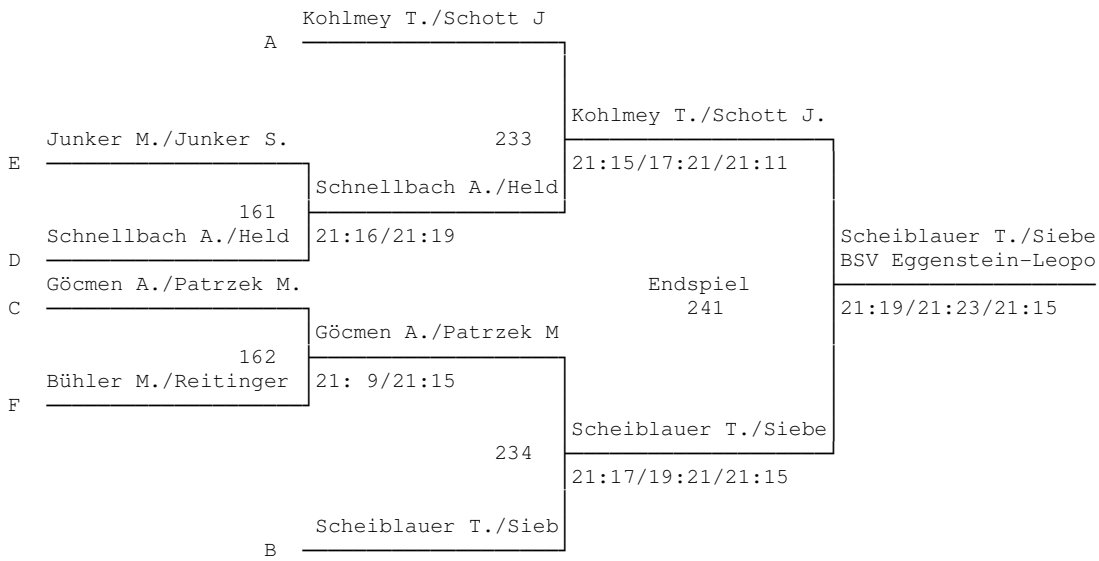 Kohlmey T./Schott J
A
Kohlmey T./Schott J.
Junker M./Junker S.
233
E
21:15/17:21/21:11
Schnellbach A./Held
161
Schnellbach A./Held
21:16/21:19
Scheiblauer T./Siebe
D
BSV Eggenstein-Leopo
Göcmen A./Patrzek M.
Endspiel
C
241
21:19/21:23/21:15
Göcmen A./Patrzek M
162
Bühler M./Reitinger
21: 9/21:15
F
Scheiblauer T./Siebe
234
21:17/19:21/21:15
Scheiblauer T./Sieb
B